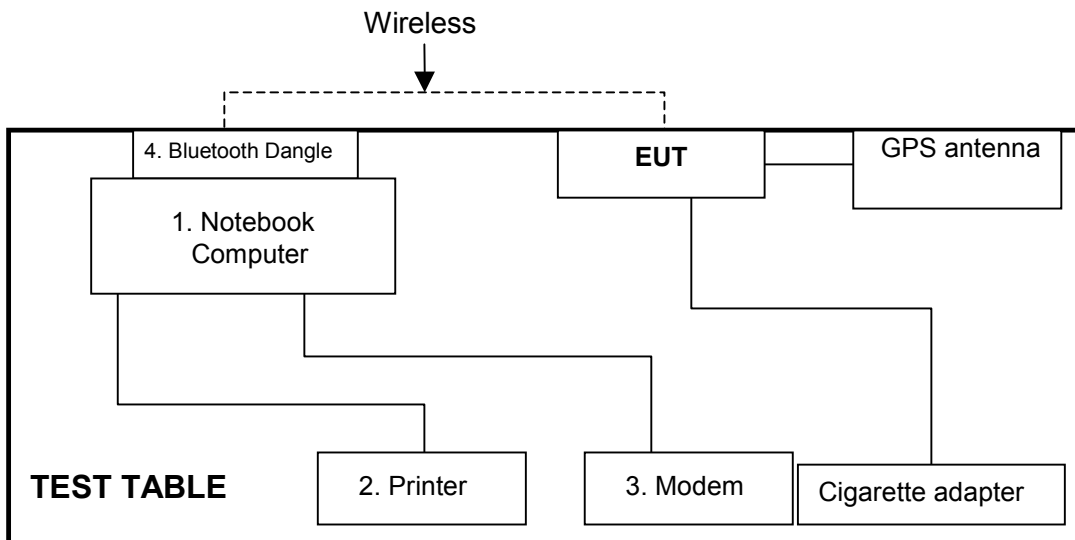 Wireless
4. Bluetooth Dangle
EUT
GPS antenna
1. Notebook
Computer
TEST TABLE
2. Printer
3. Modem
Cigarette adapter